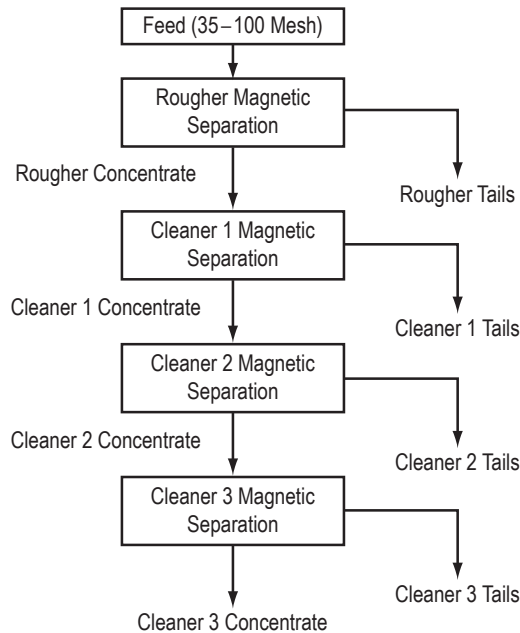 Feed (35–100 Mesh)
Rougher Magnetic
Separation
Rougher Concentrate
Rougher Tails
Cleaner 1 Magnetic
Separation
Cleaner 1 Concentrate
Cleaner 1 Tails
Cleaner 2 Magnetic
Separation
Cleaner 2 Concentrate
Cleaner 2 Tails
Cleaner 3 Magnetic
Separation
Cleaner 3 Tails
Cleaner 3 Concentrate